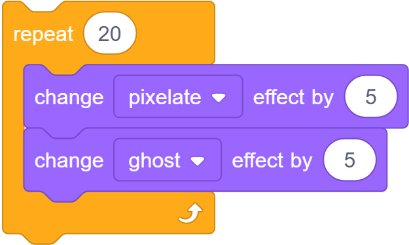 repeat 20
change pixelate effect by 5
change ghost effect by 5